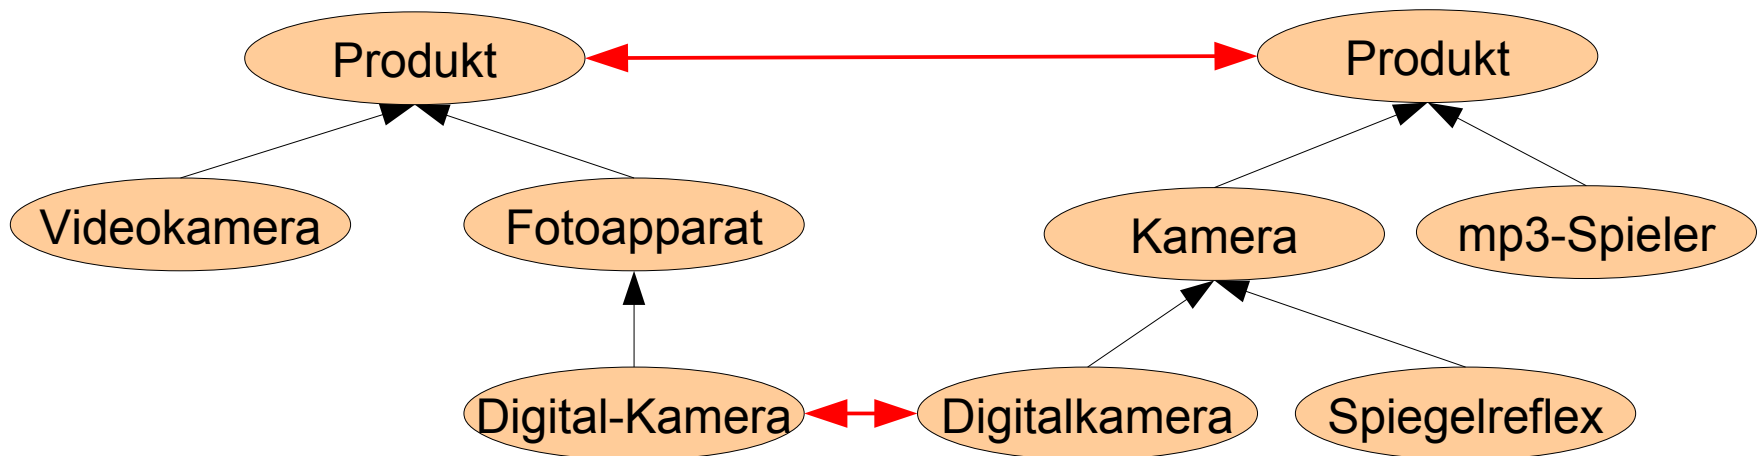 Produkt
Produkt
Videokamera
Fotoapparat
Kamera
mp3-Spieler
Digital-Kamera
Digitalkamera
Spiegelreflex